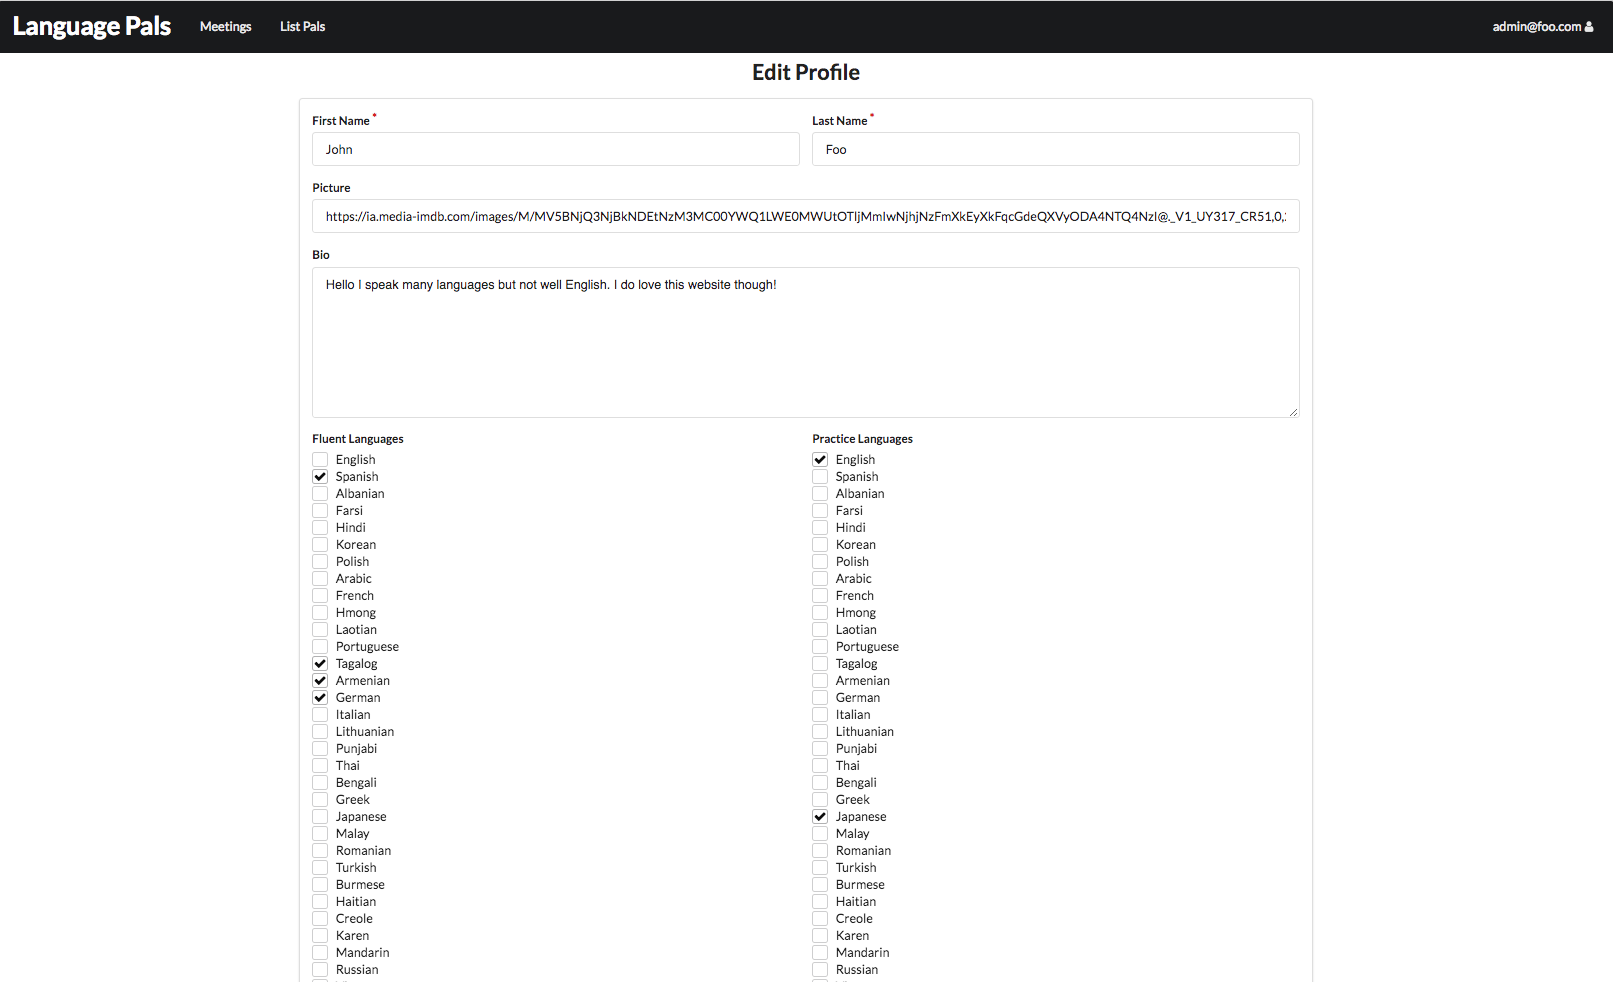 Language Pals Meetings List Pals admin@foo.com
Edit Profile
First Name * Last Name *
John Foo
Picture
https://ia.media-imdb.com/images/M/MV5BNjQ3NjBkNDEtNzM3MC00YWQ1LWE0MWUtOTljMmIwNjhjNzFmXkEyXkFqcGdeQXVyODA4NTQ4NzI@._V1_UY317_CR51,0,
Bio
Hello I speak many languages but not well English. I do love this website though!
Fluent Languages Practice Languages
English English
Spanish Spanish
Albanian Albanian
Farsi Farsi
Hindi Hindi
Korean Korean
Polish Polish
Arabic Arabic
French French
Hmong Hmong
Laotian Laotian
Portuguese Portuguese
Tagalog Tagalog
Armenian Armenian
German German
Italian Italian
Lithuanian Lithuanian
Punjabi Punjabi
Thai Thai
Bengali Bengali
Greek Greek
Japanese Japanese
Malay Malay
Romanian Romanian
Turkish Turkish
Burmese Burmese
Haitian Haitian
Creole Creole
Karen Karen
Mandarin Mandarin
Russian Russian